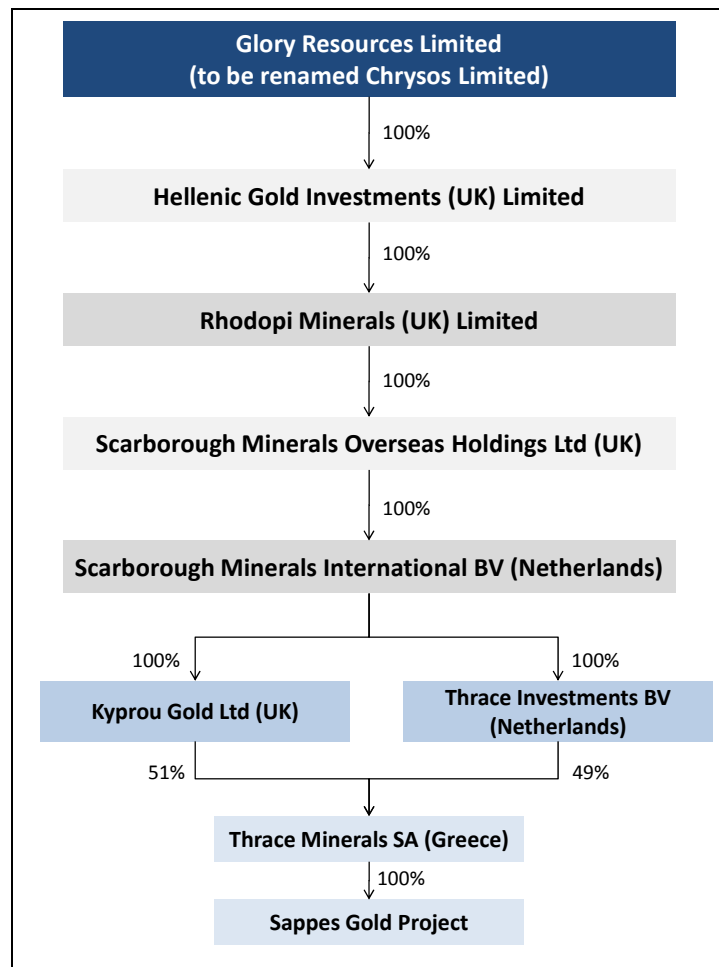 Glory Resources Limited
(to be renamed Chrysos Limited)
100%
Hellenic Gold Investments (UK) Limited
100%
Rhodopi Minerals (UK) Limited
100%
Scarborough Minerals Overseas Holdings Ltd (UK)
100%
Scarborough Minerals International BV (Netherlands)
100%
100%
Kyprou Gold Ltd (UK)
Thrace Investments BV
(Netherlands)
51%
49%
Thrace Minerals SA (Greece)
100%
Sappes Gold Project